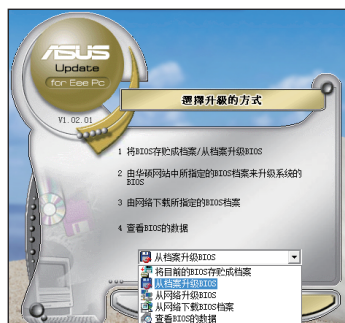 ASUS
Update
for Eee Pc
V1.02.01
選擇升級的方式
1 将BIOS存贮成档案/从档案升级BIOS
2 由华硕网站中所指定的BIOS档案来升级系统的
BIOS
3 由网络下载所指定的BIOS档案
4 查看BIOS的数据
从档案升级BIOS
将目前的BIOS存贮成档案
从档案升级BIOS
从网络升级BIOS
从网络下载BIOS档案
查看BIOS的数据